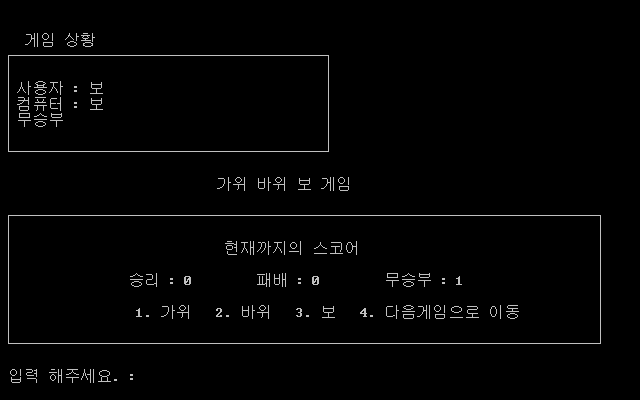 게임 상황
사용자 : 보
컴퓨터 : 보
무승부
가위 바위 보 게임
현재까지의 스코어
승리 : 0 패배 : 0 무승부 : 1
1. 가위 2. 바위 3. 보 4. 다음게임으로 이동
입력 해주세요. :